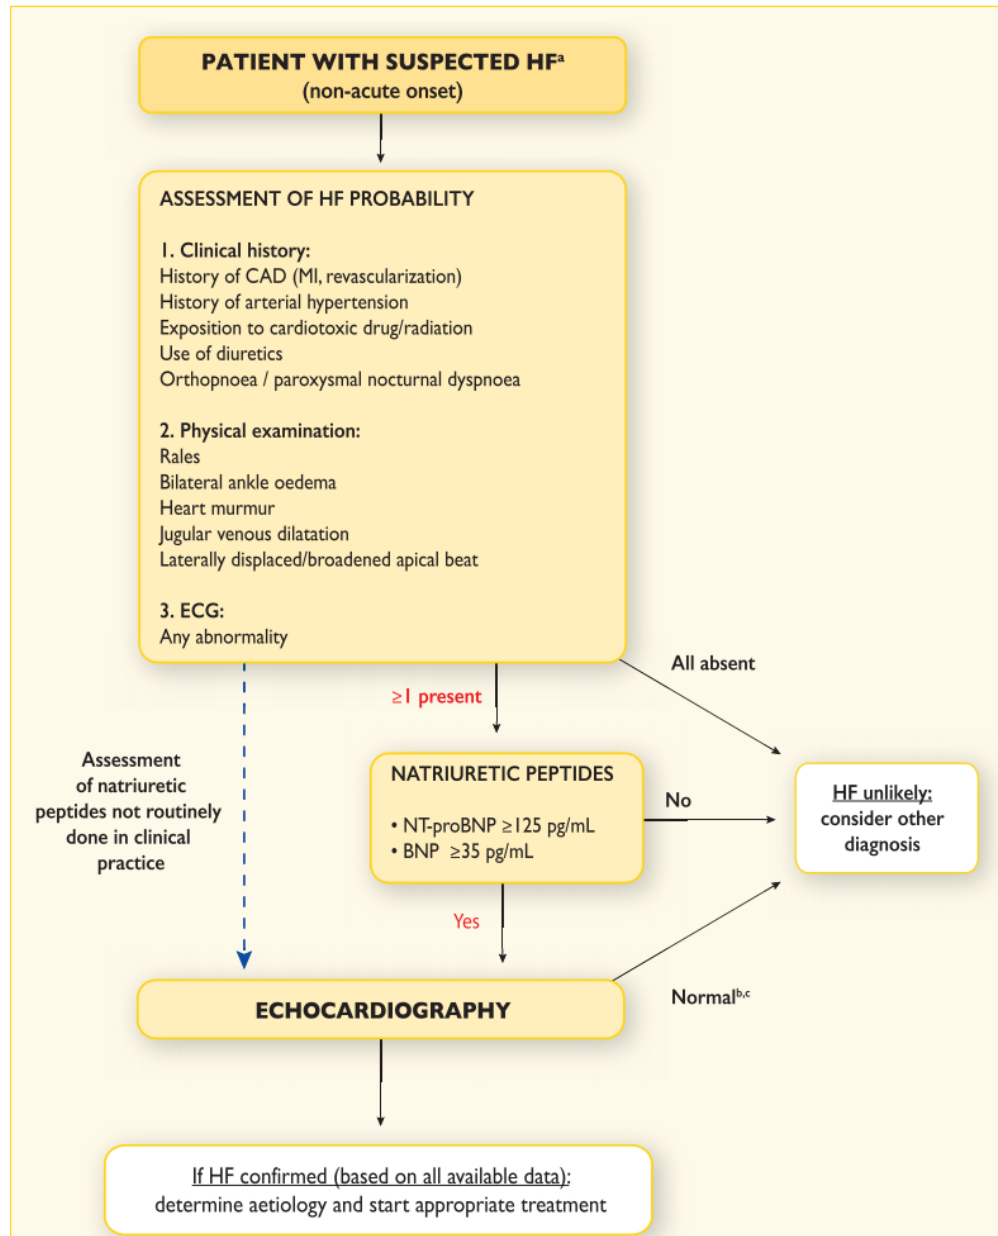 PATIENT WITH SUSPECTED HFᵃ
(non-acute onset)
ASSESSMENT OF HF PROBABILITY
1. Clinical history:
History of CAD (MI, revascularization)
History of arterial hypertension
Exposition to cardiotoxic drug/radiation
Use of diuretics
Orthopnoea / paroxysmal nocturnal dyspnoea
2. Physical examination:
Rales
Bilateral ankle oedema
Heart murmur
Jugular venous dilatation
Laterally displaced/broadened apical beat
3. ECG:
Any abnormality
All absent
≥1 present
Assessment
of natriuretic
peptides not routinely
done in clinical
practice
NATRIURETIC PEPTIDES
• NT-proBNP ≥125 pg/mL
• BNP ≥35 pg/mL
No
HF unlikely:
consider other
diagnosis
Yes
Normalᵇ,ᶜ
ECHOCARDIOGRAPHY
If HF confirmed (based on all available data):
determine aetiology and start appropriate treatment